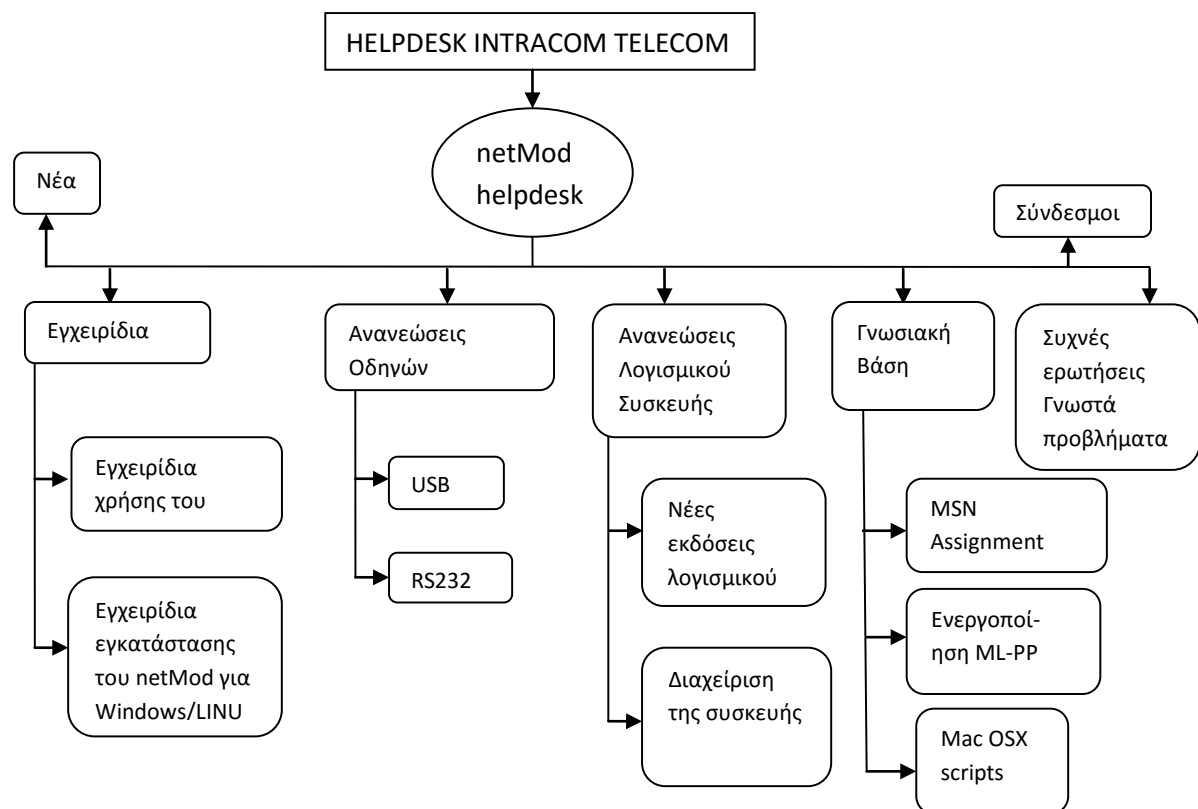 HELPDESK INTRACOM TELECOM
netMod
helpdesk
Νέα
Σύνδεσμοι
Εγχειρίδια
Ανανεώσεις
Οδηγών
Ανανεώσεις
Λογισμικού
Συσκευής
Γνωσιακή
Βάση
Συχνές
ερωτήσεις
Γνωστά
προβλήματα
Εγχειρίδια
χρήσης του
Εγχειρίδια
εγκατάστασης
του netMod για
Windows/LINU
USB
RS232
Νέες
εκδόσεις
λογισμικού
Διαχείριση
της συσκευής
MSN
Assignment
Ενεργοποί-
ηση ML-PP
Mac OSX
scripts